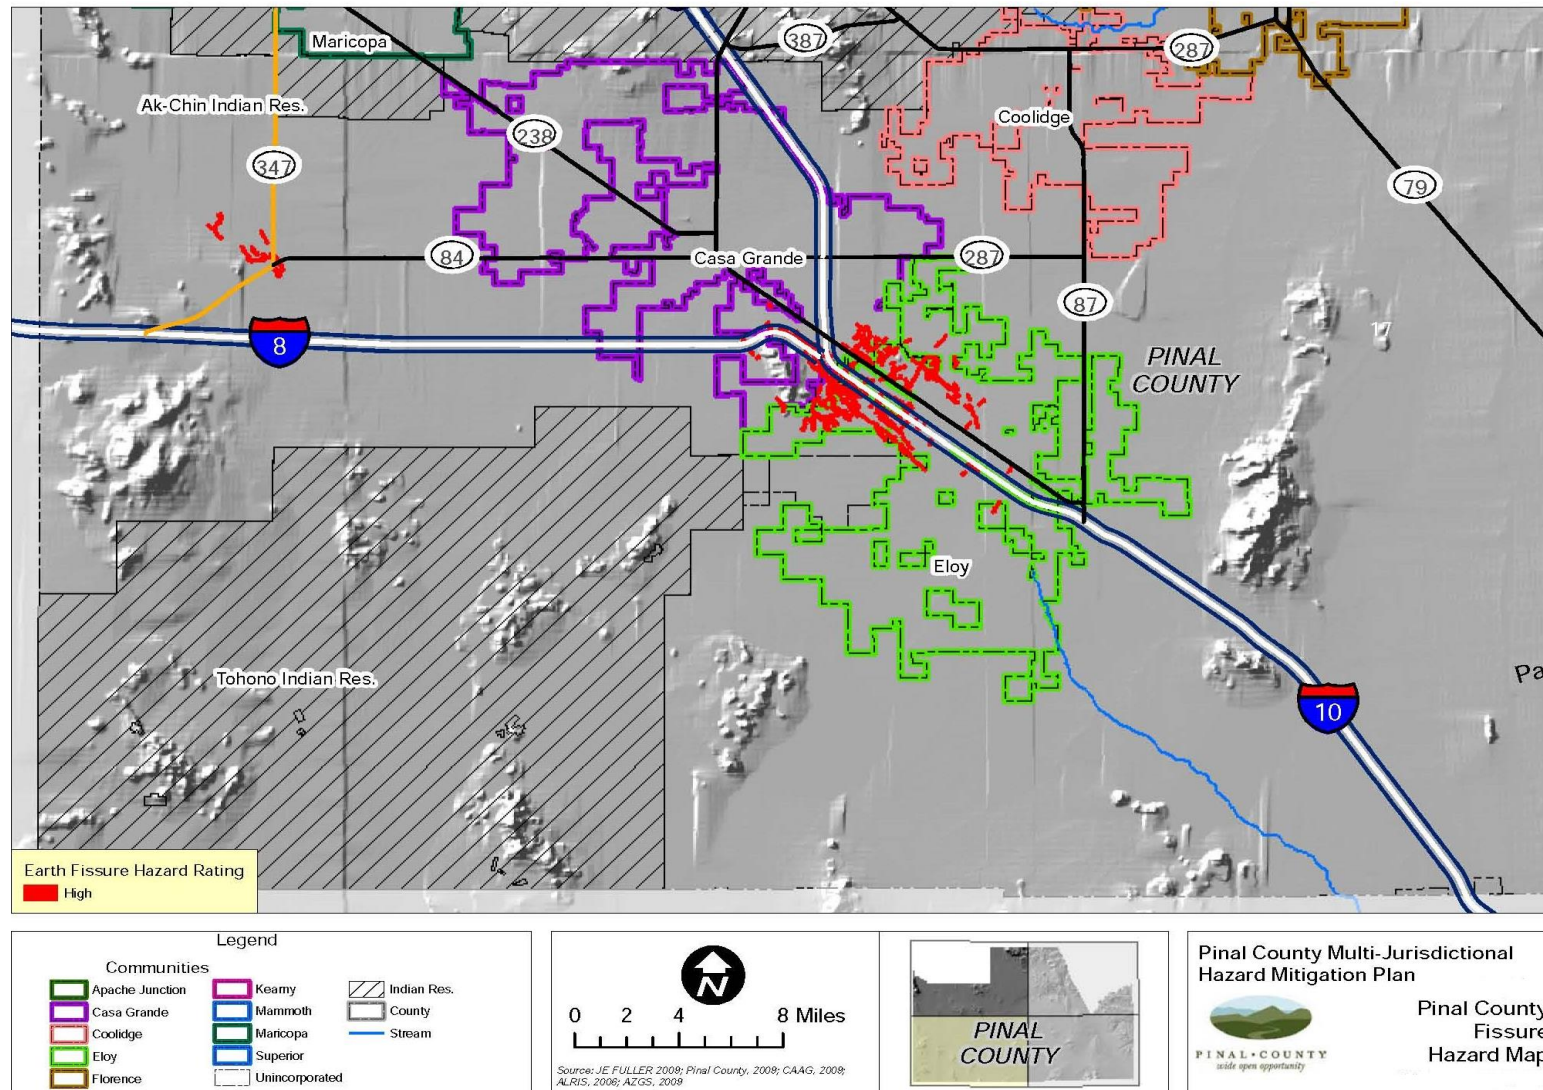 Maricopa
387
287
Ak-Chin Indian Res.
Coolidge
238
347
79
84
Casa Grande
287
87
8
PINAL
COUNTY
Eloy
Tohono Indian Res.
Pa
10
Earth Fissure Hazard Rating
High
Legend
Communities
Apache Junction
Casa Grande
Coolidge
Eloy
Florence
Kearny
Mammoth
Maricopa
Superior
Unincorporated
Indian Res.
County
Stream
N
0 2 4 8 Miles
Source: JE FULLER 2009; Pinal County, 2009; CAAG, 2009;
ALRIS, 2006; AZGS, 2009
PINAL
COUNTY
Pinal County Multi-Jurisdictional
Hazard Mitigation Plan
PINAL • COUNTY
wide open opportunity
Pinal County
Fissure
Hazard Map